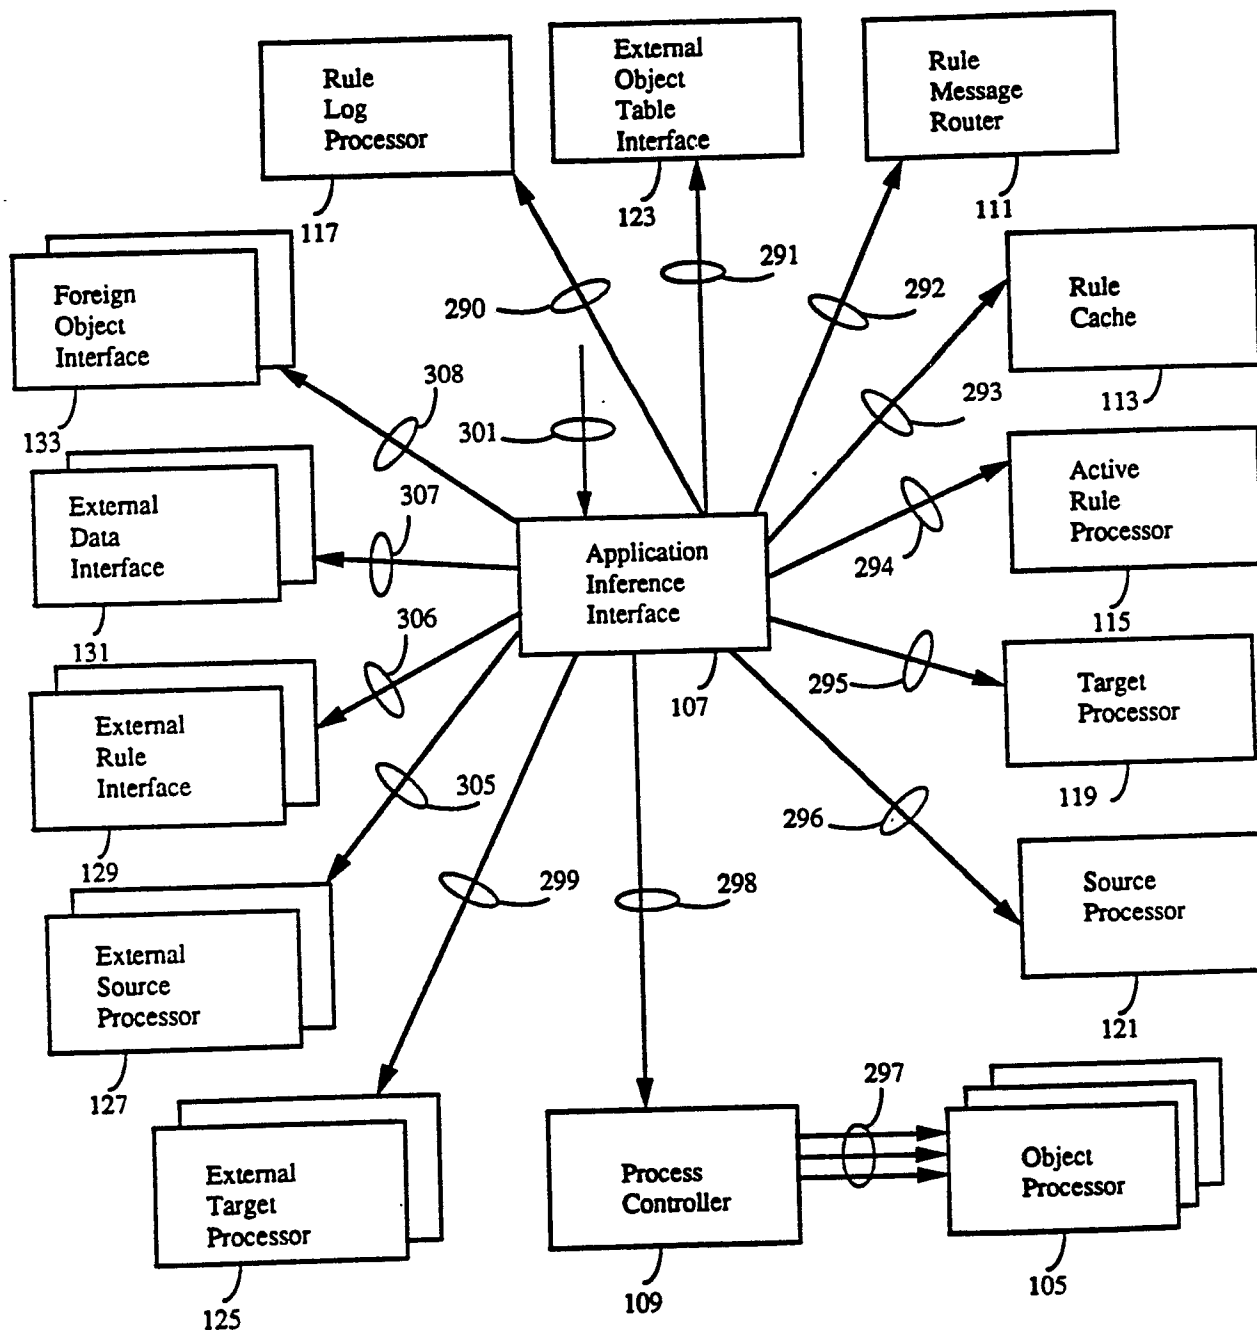 Rule
Log
Processor
117
External
Object
Table
Interface
123
Rule
Message
Router
111
Foreign
Object
Interface
133
290
291
292
Rule
Cache
113
308
301
293
External
Data
Interface
131
307
Application
Inference
Interface
107
294
Active
Rule
Processor
115
306
External
Rule
Interface
129
295
Target
Processor
119
305
296
External
Source
Processor
127
299
298
Source
Processor
121
External
Target
Processor
125
Process
Controller
109
297
Object
Processor
105